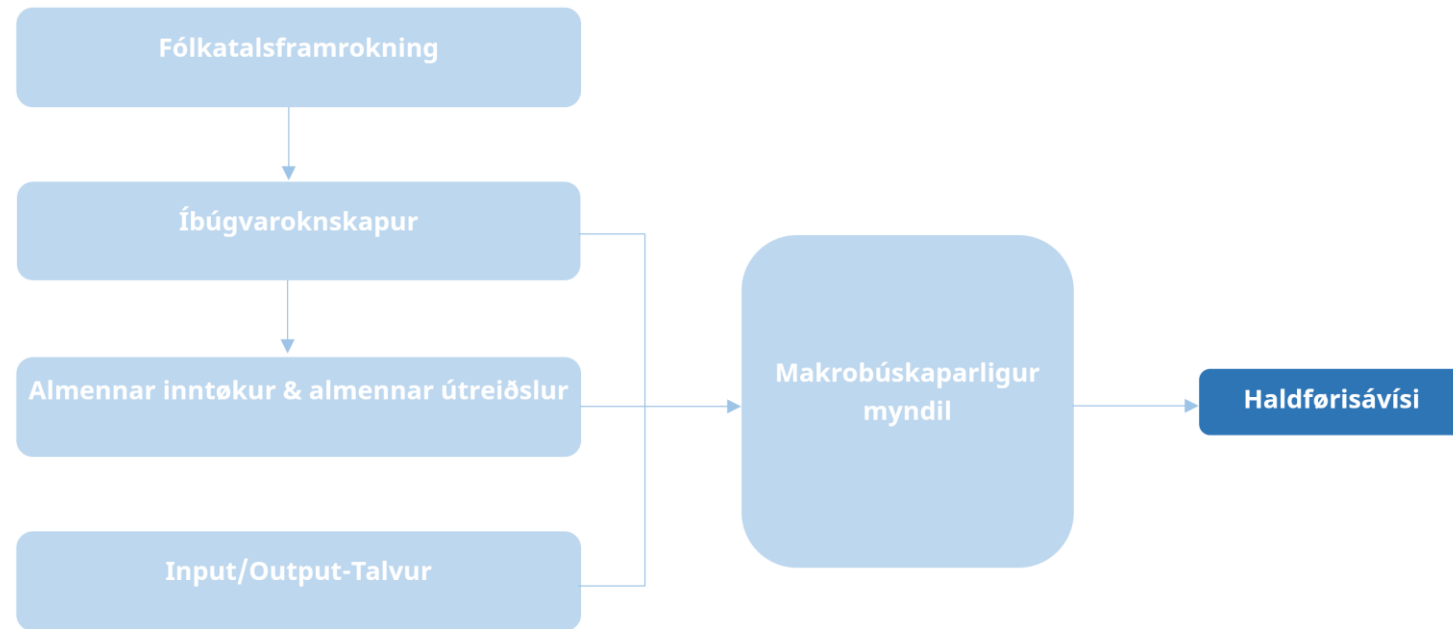 Fólkatalsframrokning
Íbúgvaroknskapur
Almennar inntøkur & almennar útreiðslur
Input/Output-Talvur
Makrobúskaparligur
myndil
Haldførisávísi